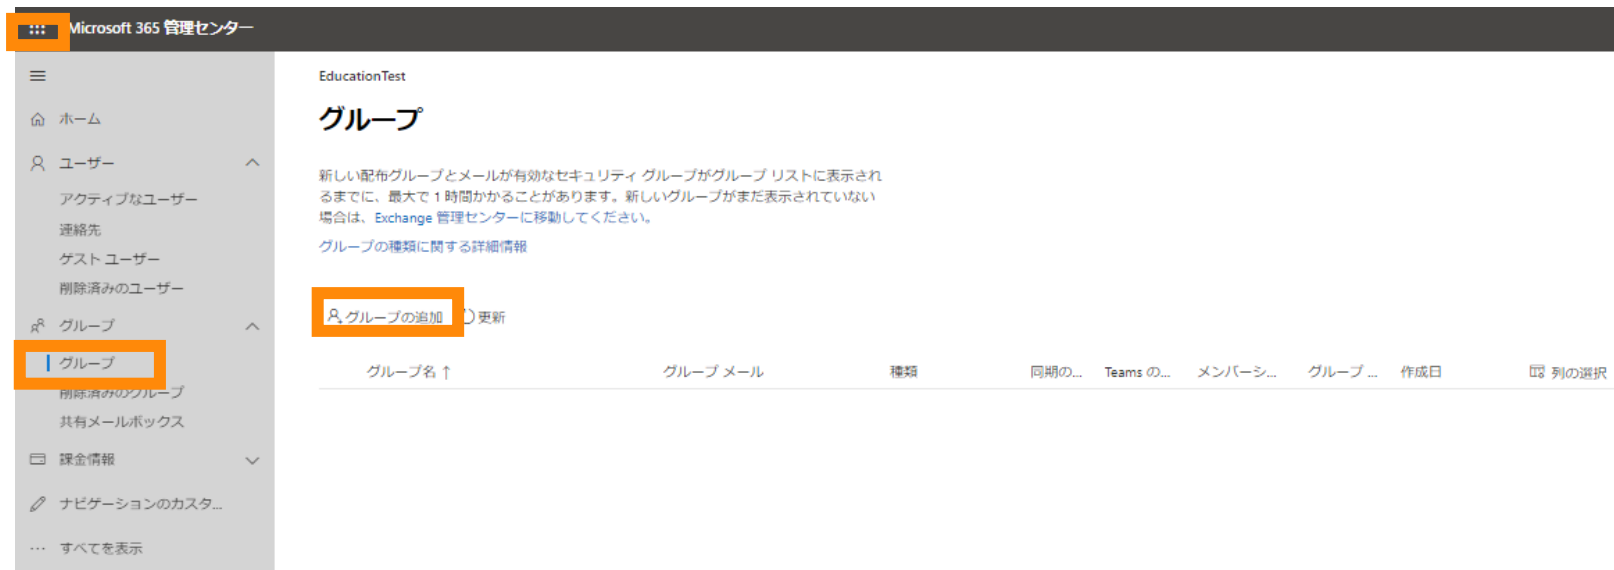 Microsoft 365 管理センター
EducationTest
グループ
新しい配布グループとメールが有効なセキュリティ グループがグループ リストに表示され
るまでに、最大で 1 時間かかることがあります。新しいグループがまだ表示されていない
場合は、Exchange 管理センターに移動してください。
グループの種類に関する詳細情報
グループの追加 更新
グループ名 ↑ グループ メール 種類 同期の... Teams の... メンバーシ... グループ ... 作成日 列の選択
ホーム
ユーザー
アクティブなユーザー
連絡先
ゲスト ユーザー
削除済みのユーザー
グループ
グループ
削除済みのグループ
共有メールボックス
課金情報
ナビゲーションのカスタ...
すべてを表示